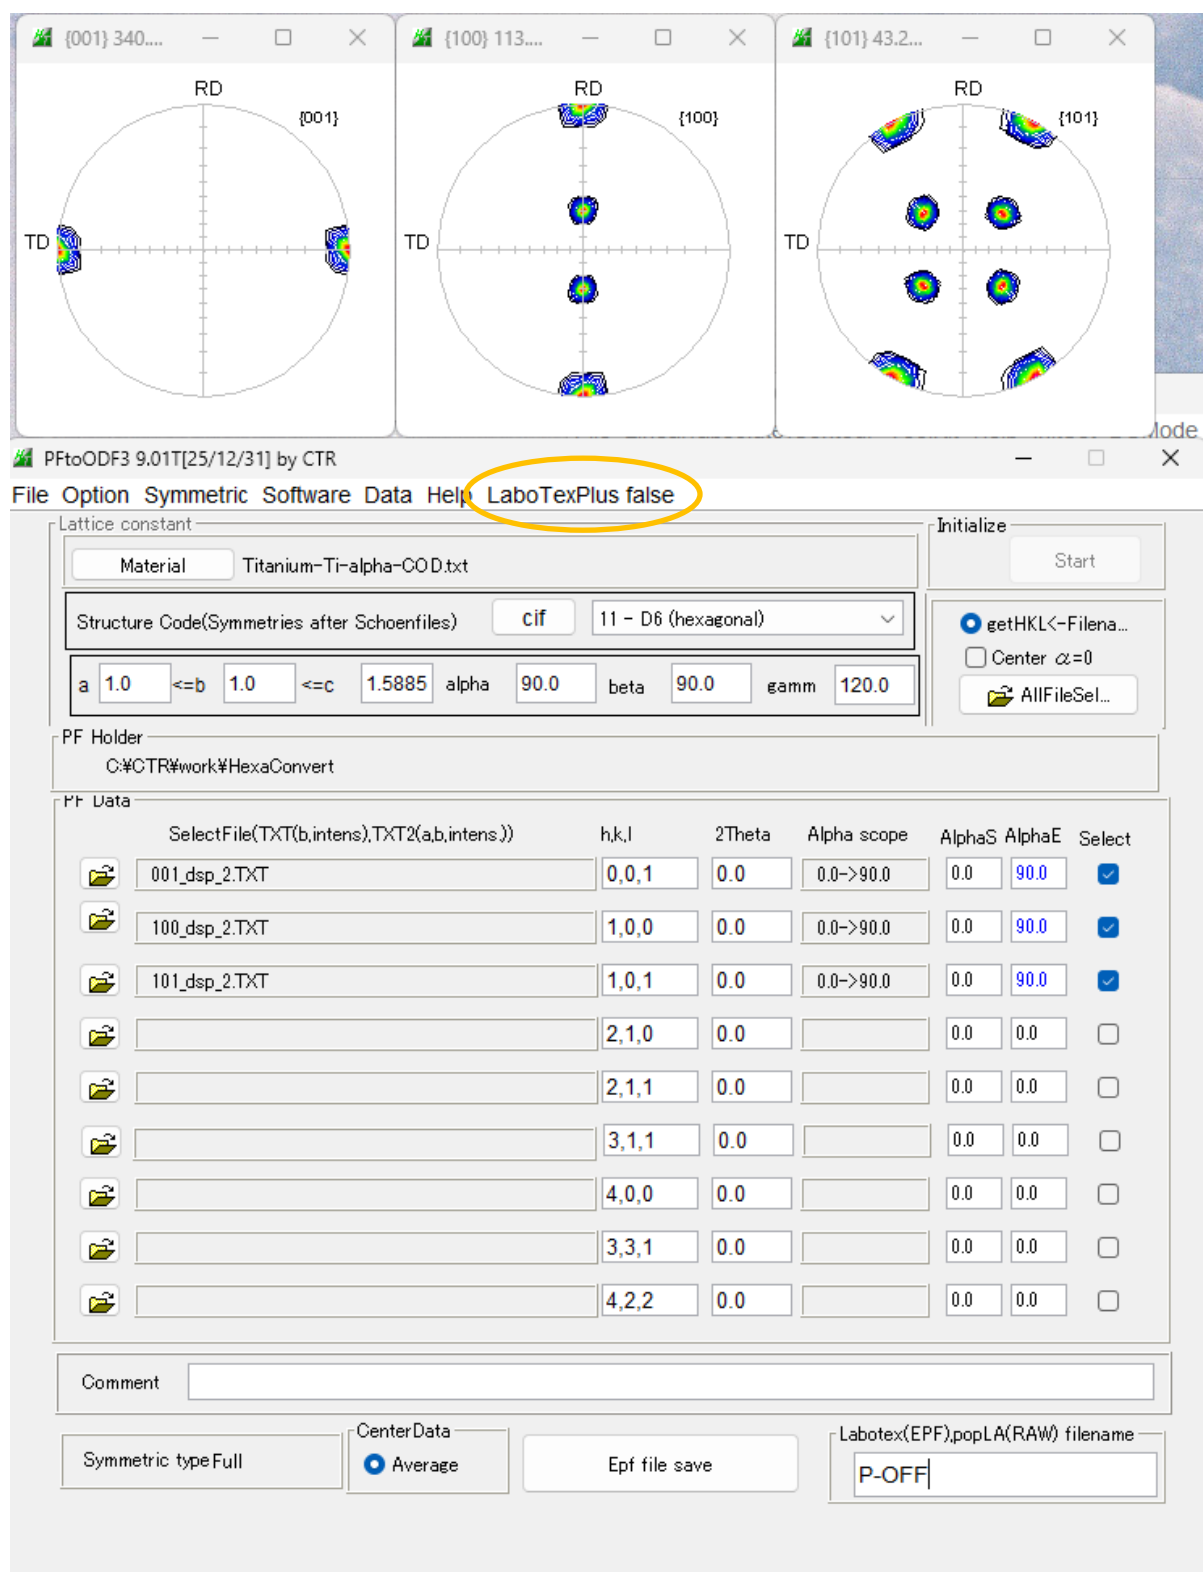 {001} 340....
{100} 113....
{101} 43.2...
RD
{001}
TD
RD
{100}
TD
RD
{101}
TD
Mode
PFtoODF3 9.01T[25/12/31] by CTR
File Option Symmetric Software Data Help LaboTexPlus false
Lattice constant
Initialize
Material
Titanium-Ti-alpha-COD.txt
Start
Structure Code(Symmetries after Schoenfiles)
cif
11 - D6 (hexagonal)
getHKL<-Filena...
Center α=0
AllFileSel...
a 1.0 <=b 1.0 <=c 1.5885 alpha 90.0 beta 90.0 gamm 120.0
PF Holder
C:¥CTR¥work¥HexaConvert
PF Data
SelectFile(TXT(b,intens),TXT2(a,b,intens.)) h,k,l 2Theta Alpha scope AlphaS AlphaE Select
001_dsp_2.TXT 0,0,1 0.0 0.0->90.0 0.0 90.0
100_dsp_2.TXT 1,0,0 0.0 0.0->90.0 0.0 90.0
101_dsp_2.TXT 1,0,1 0.0 0.0->90.0 0.0 90.0
2,1,0 0.0 0.0 0.0
2,1,1 0.0 0.0 0.0
3,1,1 0.0 0.0 0.0
4,0,0 0.0 0.0 0.0
3,3,1 0.0 0.0 0.0
4,2,2 0.0 0.0 0.0
Comment
Symmetric type Full
CenterData
Average
Epf file save
Labotex(EPF),popLA(RAW) filename
P-OFF